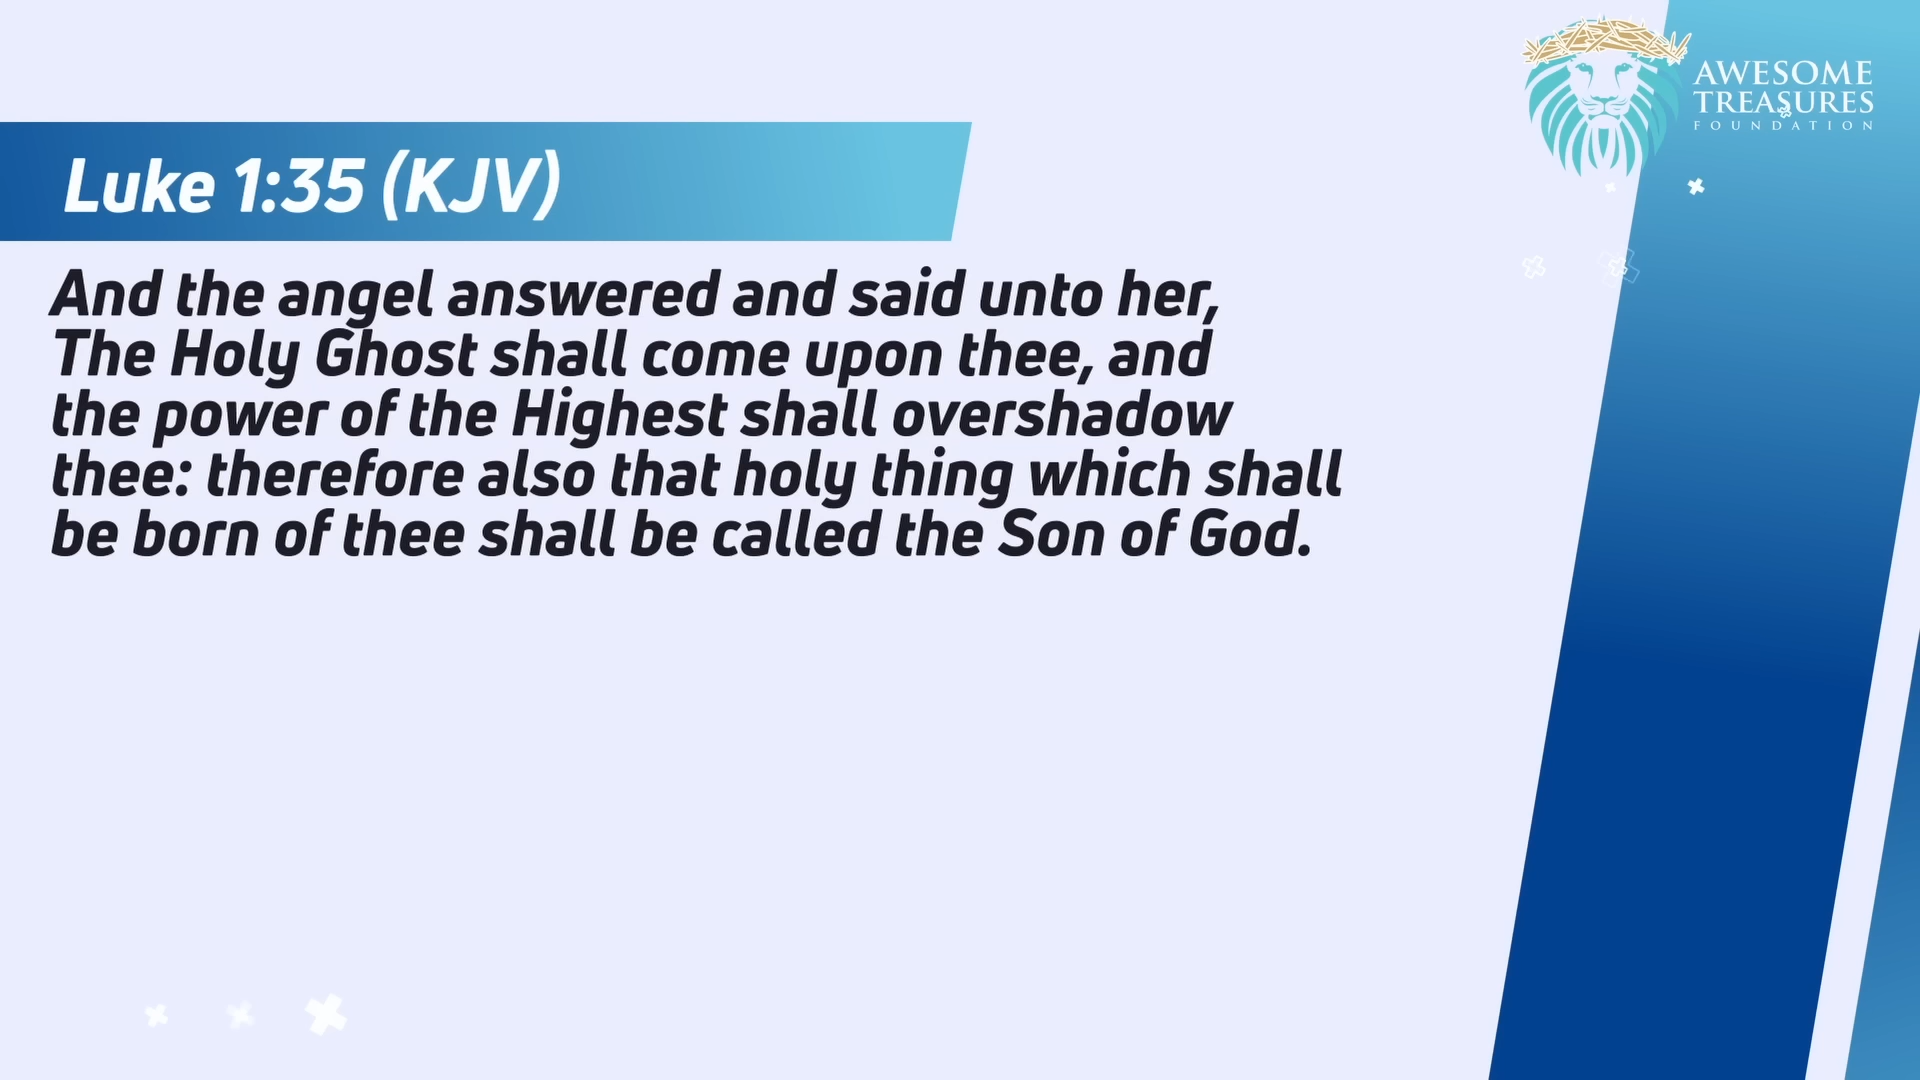 AWESOME
TREASURES
FOUNDATION
Luke 1:35 (KJV)
And the angel answered and said unto her,
The Holy Ghost shall come upon thee, and
the power of the Highest shall overshadow
thee: therefore also that holy thing which shall
be born of thee shall be called the Son of God.